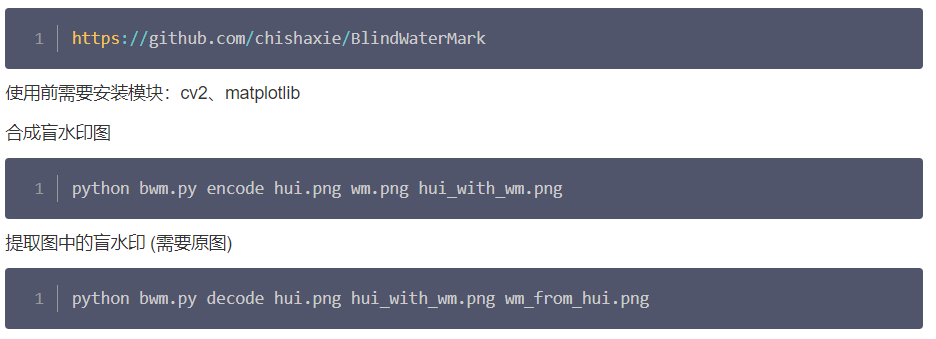 1 https://github.com/chishaxie/BlindWaterMark
使用前需要安装模块：cv2、matplotlib
合成盲水印图
1 python bwm.py encode hui.png wm.png hui_with_wm.png
提取图中的盲水印 (需要原图)
1 python bwm.py decode hui.png hui_with_wm.png wm_from_hui.png